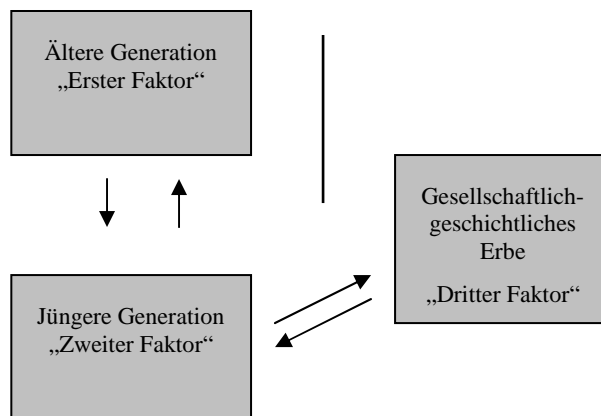 Ältere Generation
„Erster Faktor“
Gesellschaftlich-
geschichtliches
Erbe
„Dritter Faktor“
Jüngere Generation
„Zweiter Faktor“